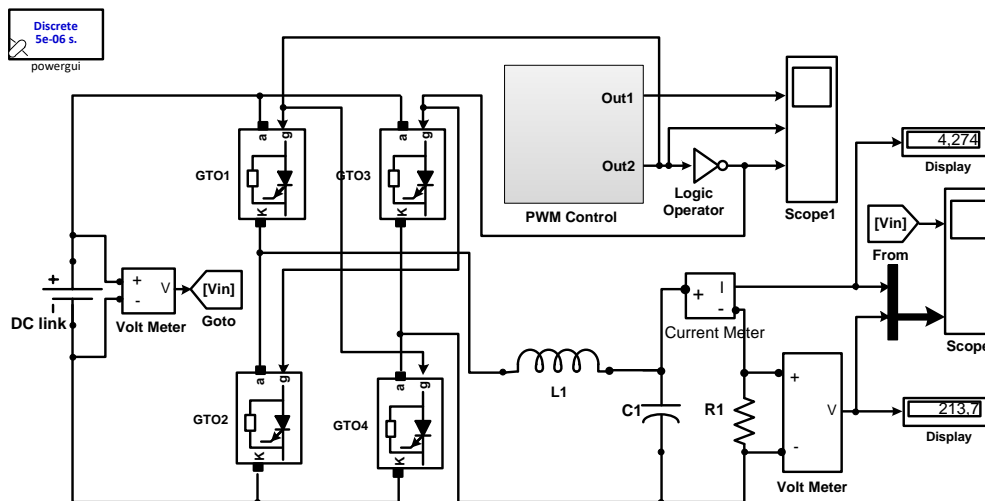 Discrete
5e-06 s.
powergui
a
g
GTO1
K
a
g
GTO3
K
Out1
Out2
PWM Control
Logic
Operator
Scope1
4,274
Display
[Vin]
From
Scope
+
DC link
+
-
V
Volt Meter
[Vin]
Goto
+
I
-
Current Meter
a
g
GTO2
K
a
g
GTO4
K
L1
C1
R1
+
-
V
Volt Meter
213,7
Display